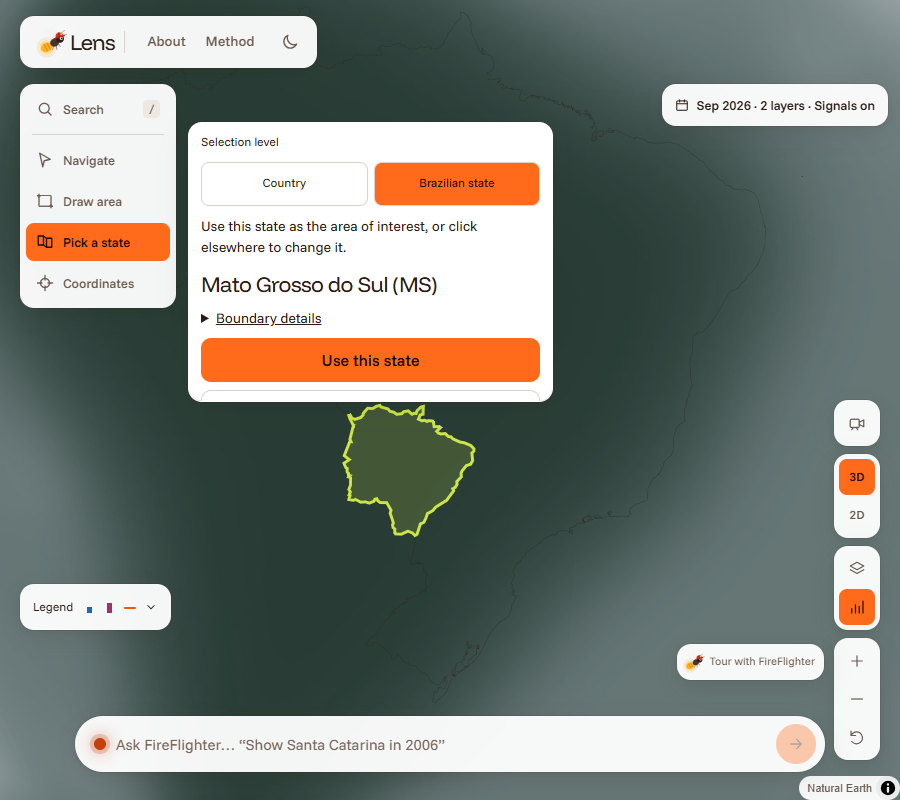 Lens
About
Method
Search
/
Navigate
Draw area
Pick a state
Coordinates
Sep 2026 · 2 layers · Signals on
Selection level
Country
Brazilian state
Use this state as the area of interest, or click
elsewhere to change it.
Mato Grosso do Sul (MS)
Boundary details
Use this state
3D
2D
Legend
Tour with FireFlighter
Ask FireFlighter... “Show Santa Catarina in 2006”
Natural Earth